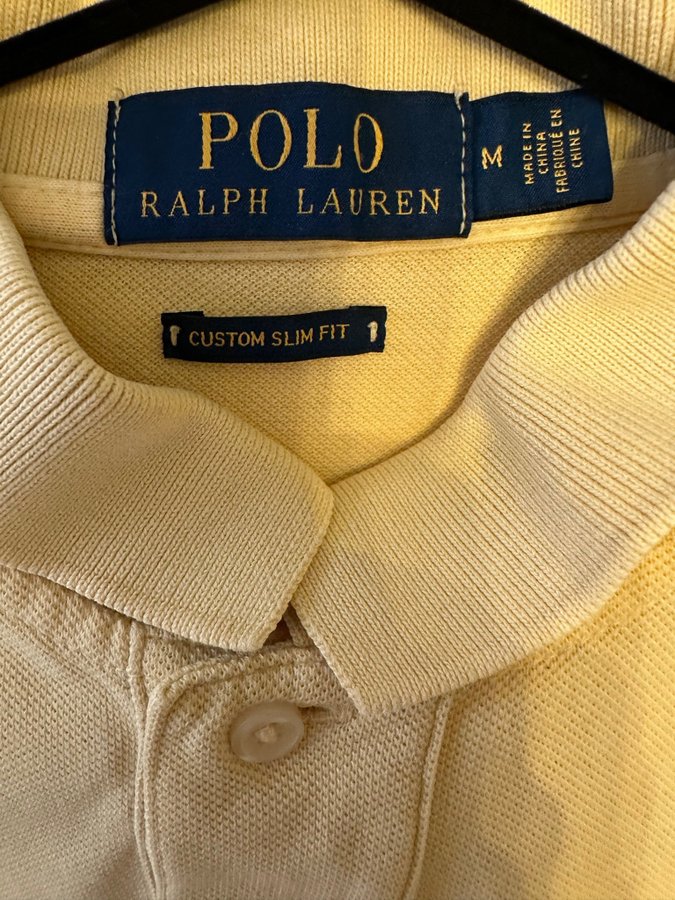 POLO
RALPH LAUREN
M
MADE IN
CHINA
FABRIQUÉ EN
CHINE
CUSTOM SLIM FIT